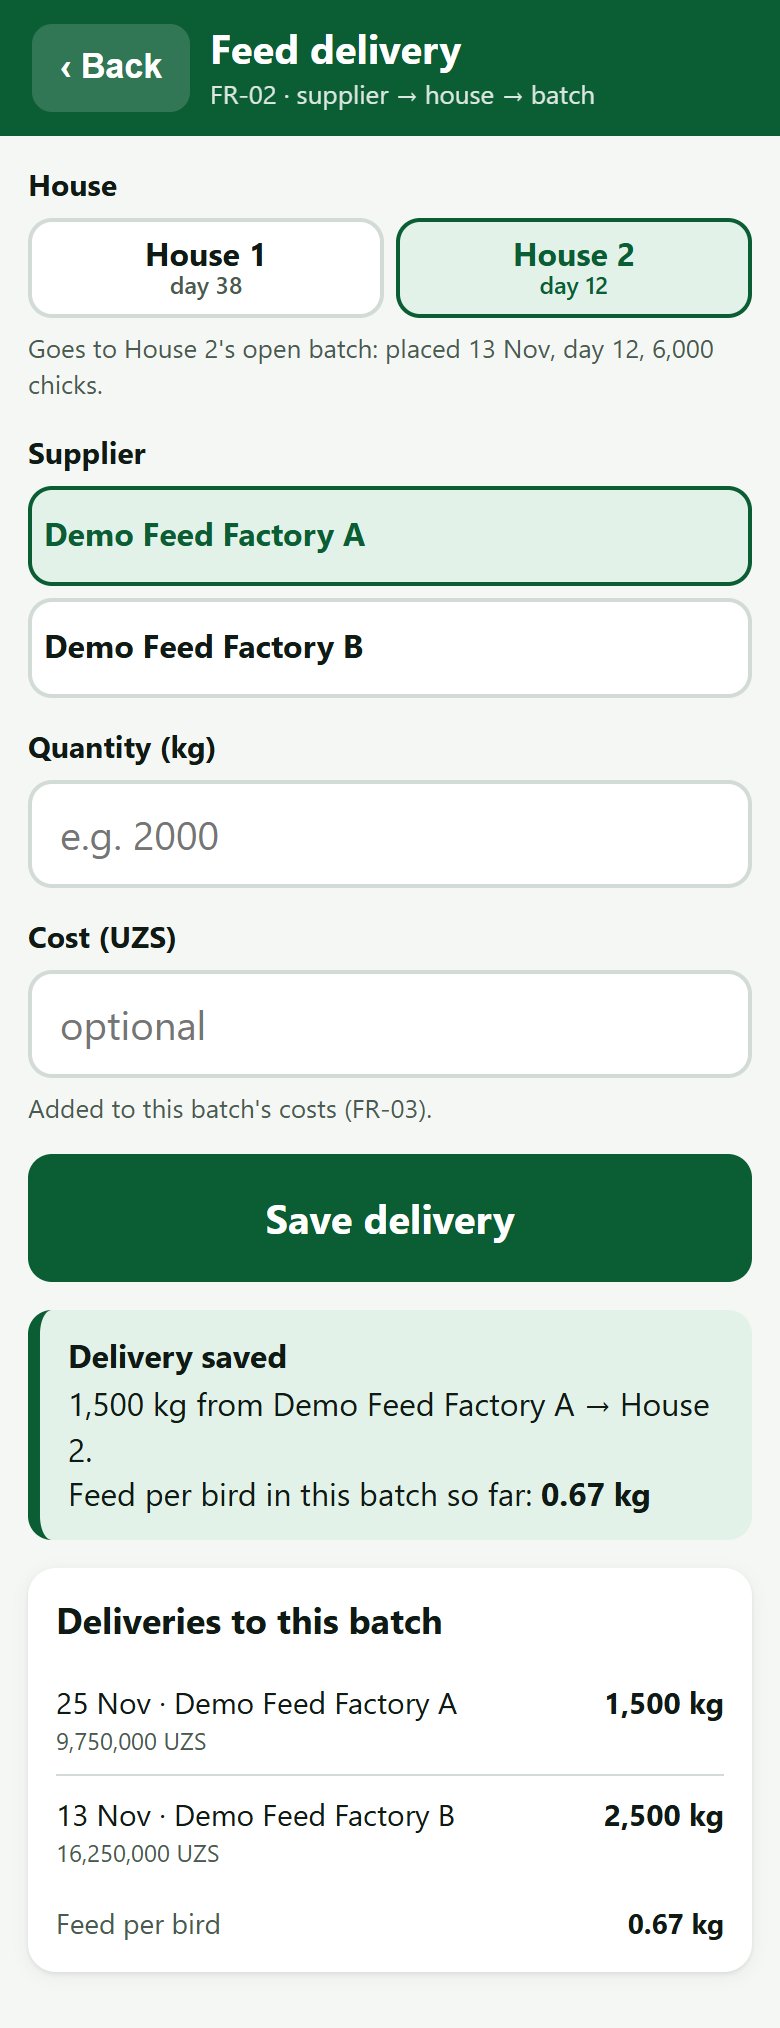 ‹ Back
Feed delivery
FR-02 · supplier → house → batch
House
House 1
day 38
House 2
day 12
Goes to House 2's open batch: placed 13 Nov, day 12, 6,000
chicks.
Supplier
Demo Feed Factory A
Demo Feed Factory B
Quantity (kg)
e.g. 2000
Cost (UZS)
optional
Added to this batch's costs (FR-03).
Save delivery
Delivery saved
1,500 kg from Demo Feed Factory A → House
2.
Feed per bird in this batch so far: 0.67 kg
Deliveries to this batch
25 Nov · Demo Feed Factory A 1,500 kg
9,750,000 UZS
13 Nov · Demo Feed Factory B 2,500 kg
16,250,000 UZS
Feed per bird 0.67 kg